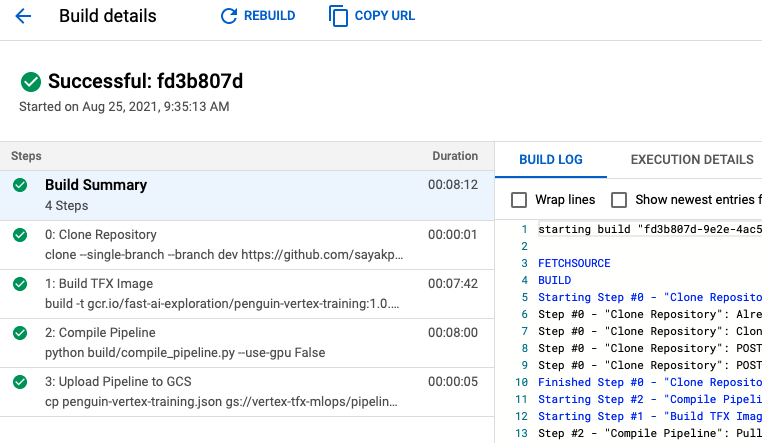 Build details REBUILD COPY URL
Successful: fd3b807d
Started on Aug 25, 2021, 9:35:13 AM
Steps Duration
Build Summary 00:08:12
4 Steps
0: Clone Repository 00:00:01
clone --single-branch --branch dev https://github.com/sayakp...
1: Build TFX Image 00:07:42
build -t gcr.io/fast-ai-exploration/penguin-vertex-training:1.0....
2: Compile Pipeline 00:08:00
python build/compile_pipeline.py --use-gpu False
3: Upload Pipeline to GCS 00:00:05
cp penguin-vertex-training.json gs://vertex-tfx-mlops/pipelin...
BUILD LOG EXECUTION DETAILS
Wrap lines Show newest entries f
1 starting build "fd3b807d-9e2e-4ac5
2
3 FETCHSOURCE
4 BUILD
5 Starting Step #0 - "Clone Reposito
6 Step #0 - "Clone Repository": Alre
7 Step #0 - "Clone Repository": Clon
8 Step #0 - "Clone Repository": POST
9 Step #0 - "Clone Repository": POST
10 Finished Step #0 - "Clone Reposito
11 Starting Step #2 - "Compile Pipeli
12 Starting Step #1 - "Build TFX Imag
13 Step #2 - "Compile Pipeline": Pull